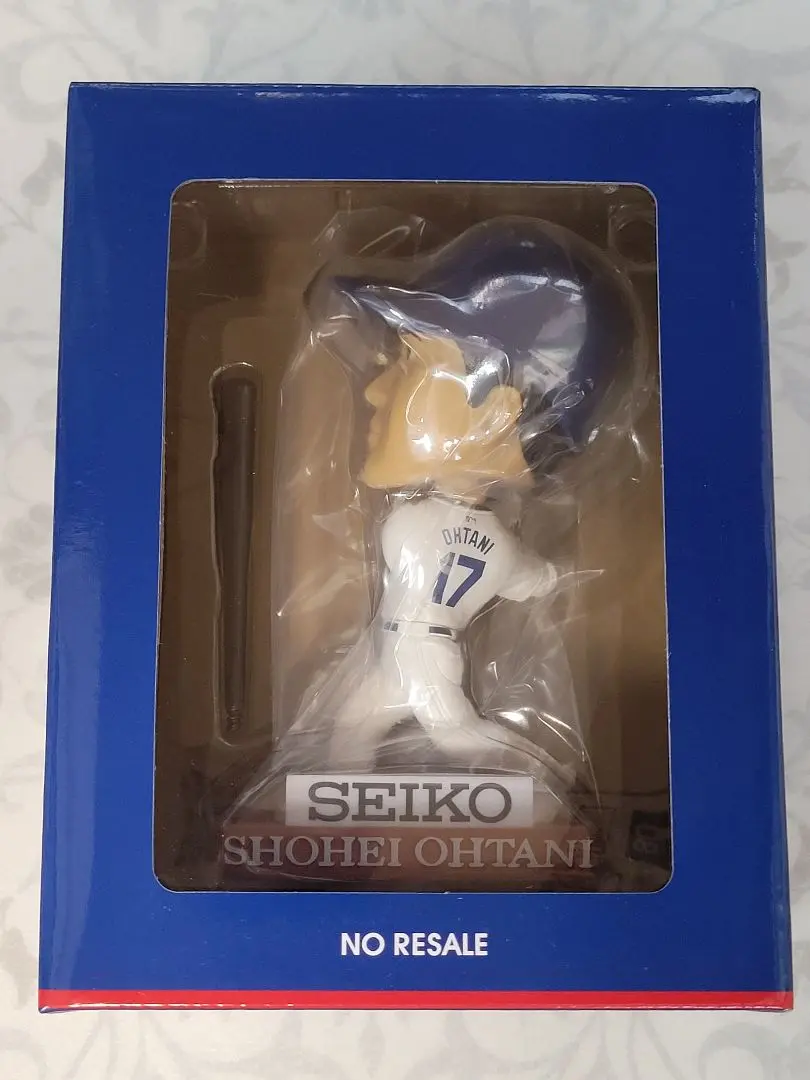 OHTANI
17
SEIKO
SHOHEI OHTANI
NO RESALE